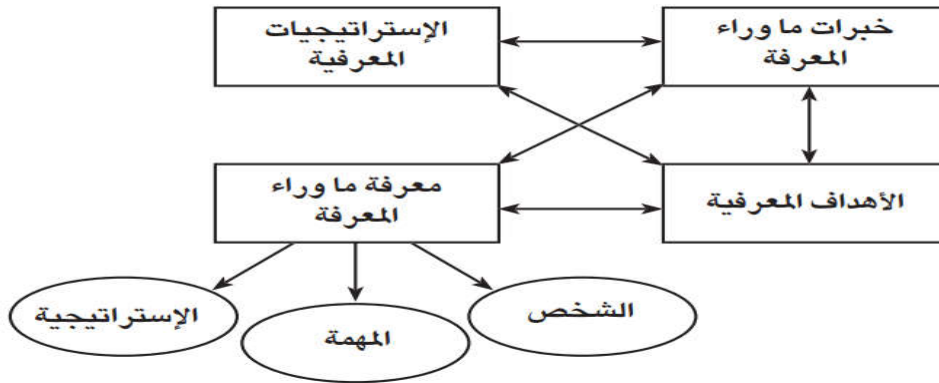 خبرات ما وراء
المعرفة
الإستراتيجيات
المعرفية
الأهداف المعرفية
معرفة ما وراء
المعرفة
الشخص
المهمة
الإستراتيجية